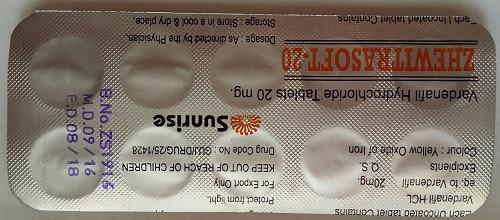 Each Uncoated tablet Contains
Vardenafil HCL
eq. to Vardenafil 20mg.
Excipients Q.S.
Colour : Yellow Oxide of Iron
Protect from light.
For Export Only
KEEP OUT OF REACH OF CHILDREN
Drug Code : No. GUJ/DRUG/25/1428
Sunrise
Vardenafil Hydrochloride Tablets 20 mg.
ZHEWITRASOFT-20
Dosage : As directed by the Physician.
Storage : Store in a cool & dry place.
Each Uncoated tablet Contains
B.No.ZS1916
M.D.09/16
E.D.08/18